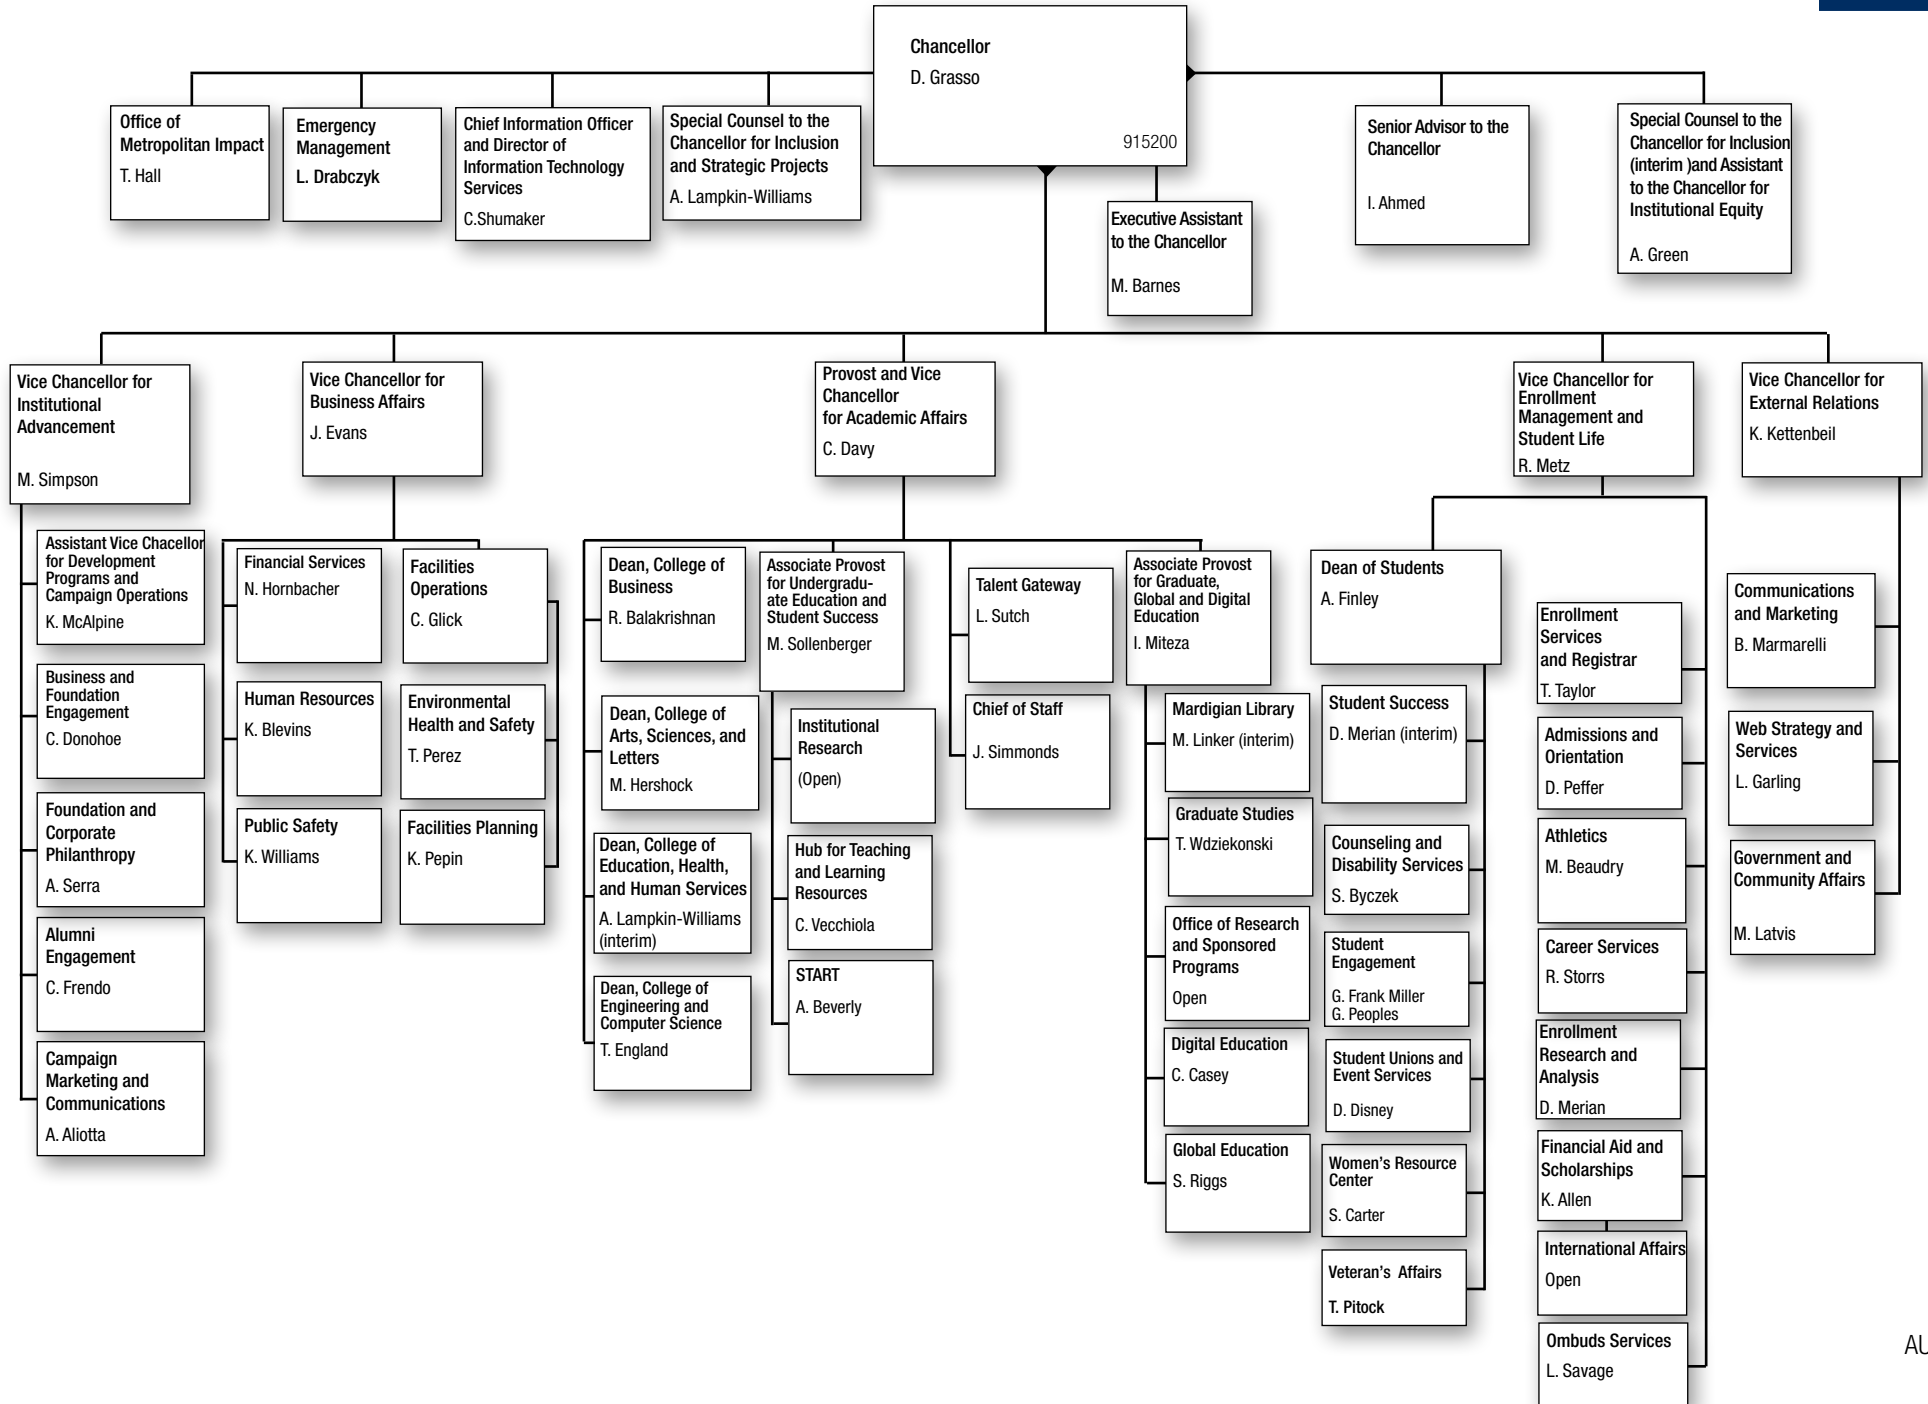 Chancellor
D. Grasso
915200
Office of
Metropolitan Impact
T. Hall
Emergency
Management
L. Drabczyk
Chief Information Officer
and Director of
Information Technology
Services
C.Shumaker
Special Counsel to the
Chancellor for Inclusion
and Strategic Projects
A. Lampkin-Williams
Executive Assistant
to the Chancellor
M. Barnes
Senior Advisor to the
Chancellor
I. Ahmed
Special Counsel to the
Chancellor for Inclusion
(interim )and Assistant
to the Chancellor for
Institutional Equity
A. Green
Vice Chancellor for
Institutional
Advancement
M. Simpson
Vice Chancellor for
Business Affairs
J. Evans
Provost and Vice
Chancellor
for Academic Affairs
C. Davy
Vice Chancellor for
Enrollment
Management and
Student Life
R. Metz
Vice Chancellor for
External Relations
K. Kettenbeil
Assistant Vice Chacellor
for Development
Programs and
Campaign Operations
K. McAlpine
Business and
Foundation
Engagement
C. Donohoe
Foundation and
Corporate
Philanthropy
A. Serra
Alumni
Engagement
C. Frendo
Campaign
Marketing and
Communications
A. Aliotta
Financial Services
N. Hornbacher
Human Resources
K. Blevins
Public Safety
K. Williams
Facilities
Operations
C. Glick
Environmental
Health and Safety
T. Perez
Facilities Planning
K. Pepin
Dean, College of
Business
R. Balakrishnan
Dean, College of
Arts, Sciences, and
Letters
M. Hershock
Dean, College of
Education, Health,
and Human Services
A. Lampkin-Williams
(interim)
Dean, College of
Engineering and
Computer Science
T. England
Associate Provost
for Undergradu-
ate Education and
Student Success
M. Sollenberger
Institutional
Research
(Open)
Hub for Teaching
and Learning
Resources
C. Vecchiola
START
A. Beverly
Talent Gateway
L. Sutch
Chief of Staff
J. Simmonds
Associate Provost
for Graduate,
Global and Digital
Education
I. Miteza
Mardigian Library
M. Linker (interim)
Graduate Studies
T. Wdziekonski
Office of Research
and Sponsored
Programs
Open
Digital Education
C. Casey
Global Education
S. Riggs
Dean of Students
A. Finley
Student Success
D. Merian (interim)
Counseling and
Disability Services
S. Byczek
Student
Engagement
G. Frank Miller
G. Peoples
Student Unions and
Event Services
D. Disney
Women's Resource
Center
S. Carter
Veteran's Affairs
T. Pitock
Enrollment
Services
and Registrar
T. Taylor
Admissions and
Orientation
D. Peffer
Athletics
M. Beaudry
Career Services
R. Storrs
Enrollment
Research and
Analysis
D. Merian
Financial Aid and
Scholarships
K. Allen
International Affairs
Open
Ombuds Services
L. Savage
Communications
and Marketing
B. Marmarelli
Web Strategy and
Services
L. Garling
Government and
Community Affairs
M. Latvis
AU